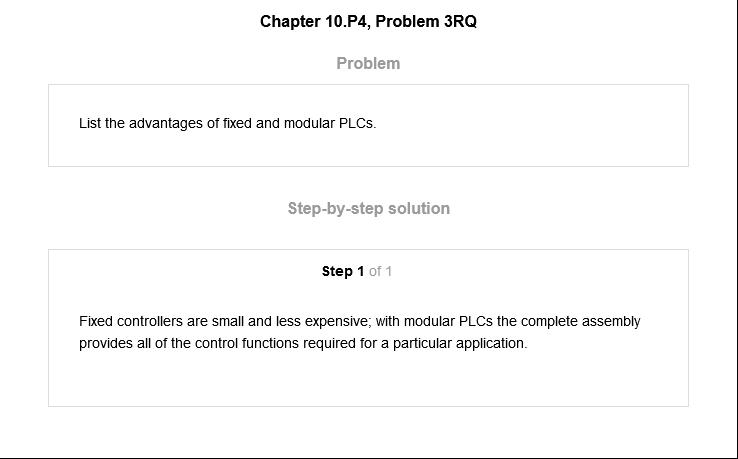 Chapter 10.P4, Problem 3RQ
Problem
List the advantages of fixed and modular PLCs.
Step-by-step solution
Step 1 of 1
Fixed controllers are small and less expensive; with modular PLCs the complete assembly
provides all of the control functions required for a particular application.